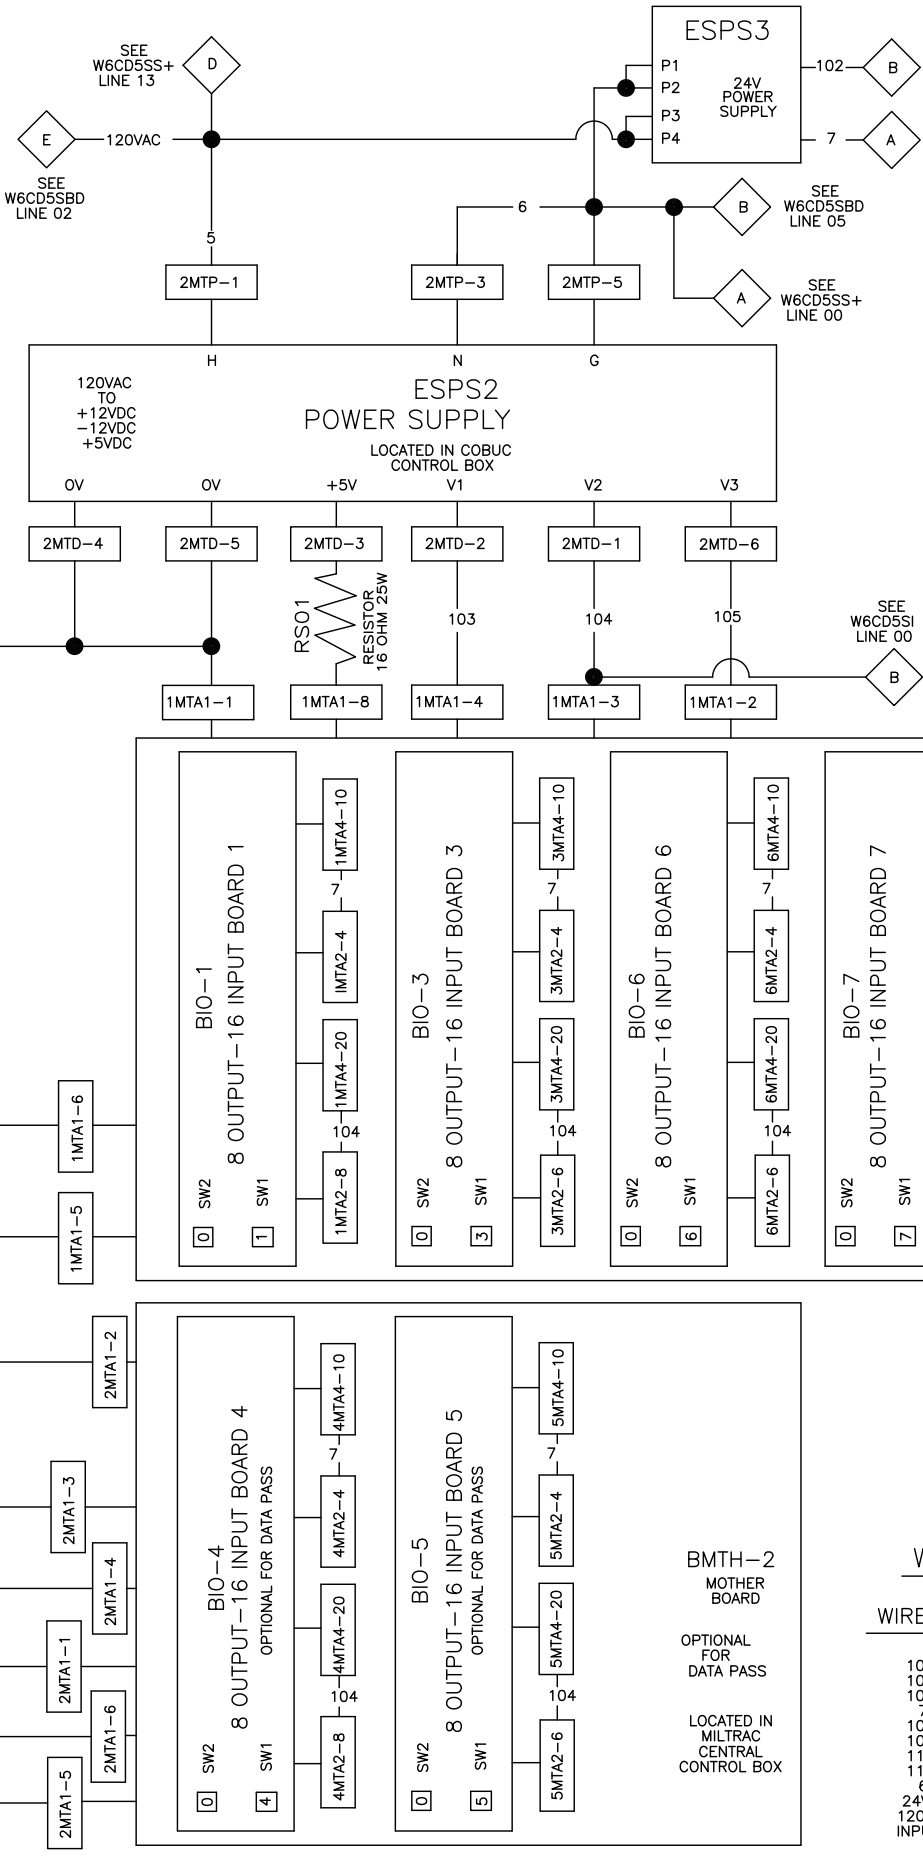 ESPS3
P1
P2
P3
P4
24V
POWER
SUPPLY
102
B
7
A
SEE
W6CD5SS+
LINE 13
D
E
120VAC
SEE
W6CD5SBD
LINE 02
5
6
B
SEE
W6CD5SBD
LINE 05
A
SEE
W6CD5SS+
LINE 00
2MTP-1
2MTP-3
2MTP-5
H
N
G
120VAC
TO
+12VDC
-12VDC
+5VDC
ESPS2
POWER SUPPLY
LOCATED IN COBUC
CONTROL BOX
0V
0V
+5V
V1
V2
V3
2MTD-4
2MTD-5
2MTD-3
2MTD-2
2MTD-1
2MTD-6
RS01
RESISTOR
16 OHM 25W
103
104
105
SEE
W6CD5SI
LINE 00
B
1MTA1-1
1MTA1-8
1MTA1-4
1MTA1-3
1MTA1-2
BIO-1
8 OUTPUT-16 INPUT BOARD 1
SW2
0
SW1
1
1MTA4-10
7
1MTA2-4
1MTA4-20
104
1MTA2-8
BIO-3
8 OUTPUT-16 INPUT BOARD 3
SW2
0
SW1
3
3MTA4-10
7
3MTA2-4
3MTA4-20
104
3MTA2-6
BIO-6
8 OUTPUT-16 INPUT BOARD 6
SW2
0
SW1
6
6MTA4-10
7
6MTA2-4
6MTA4-20
104
6MTA2-6
BIO-7
8 OUTPUT-16 INPUT BOARD 7
SW2
0
SW1
7
1MTA1-6
1MTA1-5
2MTA1-2
2MTA1-3
2MTA1-4
2MTA1-1
2MTA1-6
2MTA1-5
BIO-4
8 OUTPUT-16 INPUT BOARD 4
OPTIONAL FOR DATA PASS
SW2
0
SW1
4
4MTA4-10
7
4MTA2-4
4MTA4-20
104
4MTA2-8
BIO-5
8 OUTPUT-16 INPUT BOARD 5
OPTIONAL FOR DATA PASS
SW2
0
SW1
5
5MTA4-10
7
5MTA2-4
5MTA4-20
104
5MTA2-6
BMTH-2
MOTHER
BOARD
OPTIONAL
FOR
DATA PASS
LOCATED IN
MILTRAC
CENTRAL
CONTROL BOX
WIRE